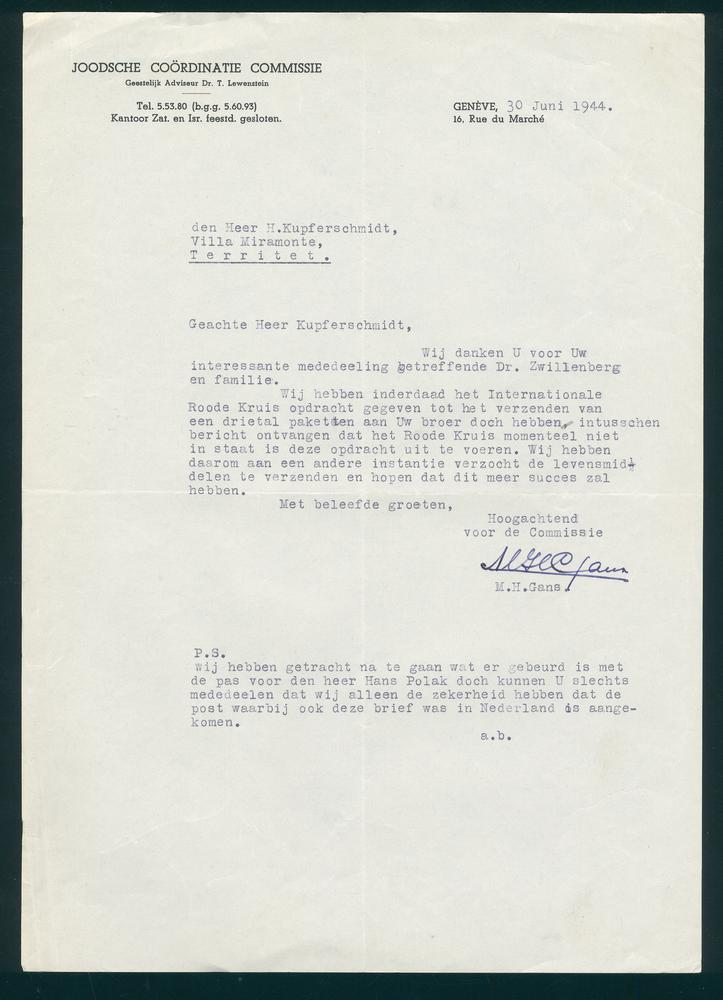 JOODSCHE COÖRDINATIE COMMISSIE
Geestelijk Adviseur Dr. T. Lewenstein
Tel. 5.53.80 (b.g.g. 5.60.93)
Kantoor Zat. en Isr. feestd. gesloten.
GENÈVE, 30 Juni 1944.
16, Rue du Marché
den Heer H.Kupferschmidt,
Villa Miramonte,
Territet.
Geachte Heer Kupferschmidt,
Wij danken U voor Uw
interessante mededeeling betreffende Dr. Zwillenberg
en familie.
Wij hebben inderdaad het Internationale
Roode Kruis opdracht gegeven tot het verzenden van
een drietal paketten aan Uw broer doch hebben, intusschen
bericht ontvangen dat het Roode Kruis momenteel niet
in staat is deze opdracht uit te voeren. Wij hebben
daarom aan een andere instantie verzocht de levensmid-
delen te verzenden en hopen dat dit meer succes zal
hebben.
Met beleefde groeten,
Hoogachtend
voor de Commissie
MHGans
M.H.Gans.
P.S.
Wij hebben getracht na te gaan wat er gebeurd is met
de pas voor den heer Hans Polak doch kunnen U slechts
mededeelen dat wij alleen de zekerheid hebben dat de
post waarbij ook deze brief was in Nederland is aange-
komen.
a.b.